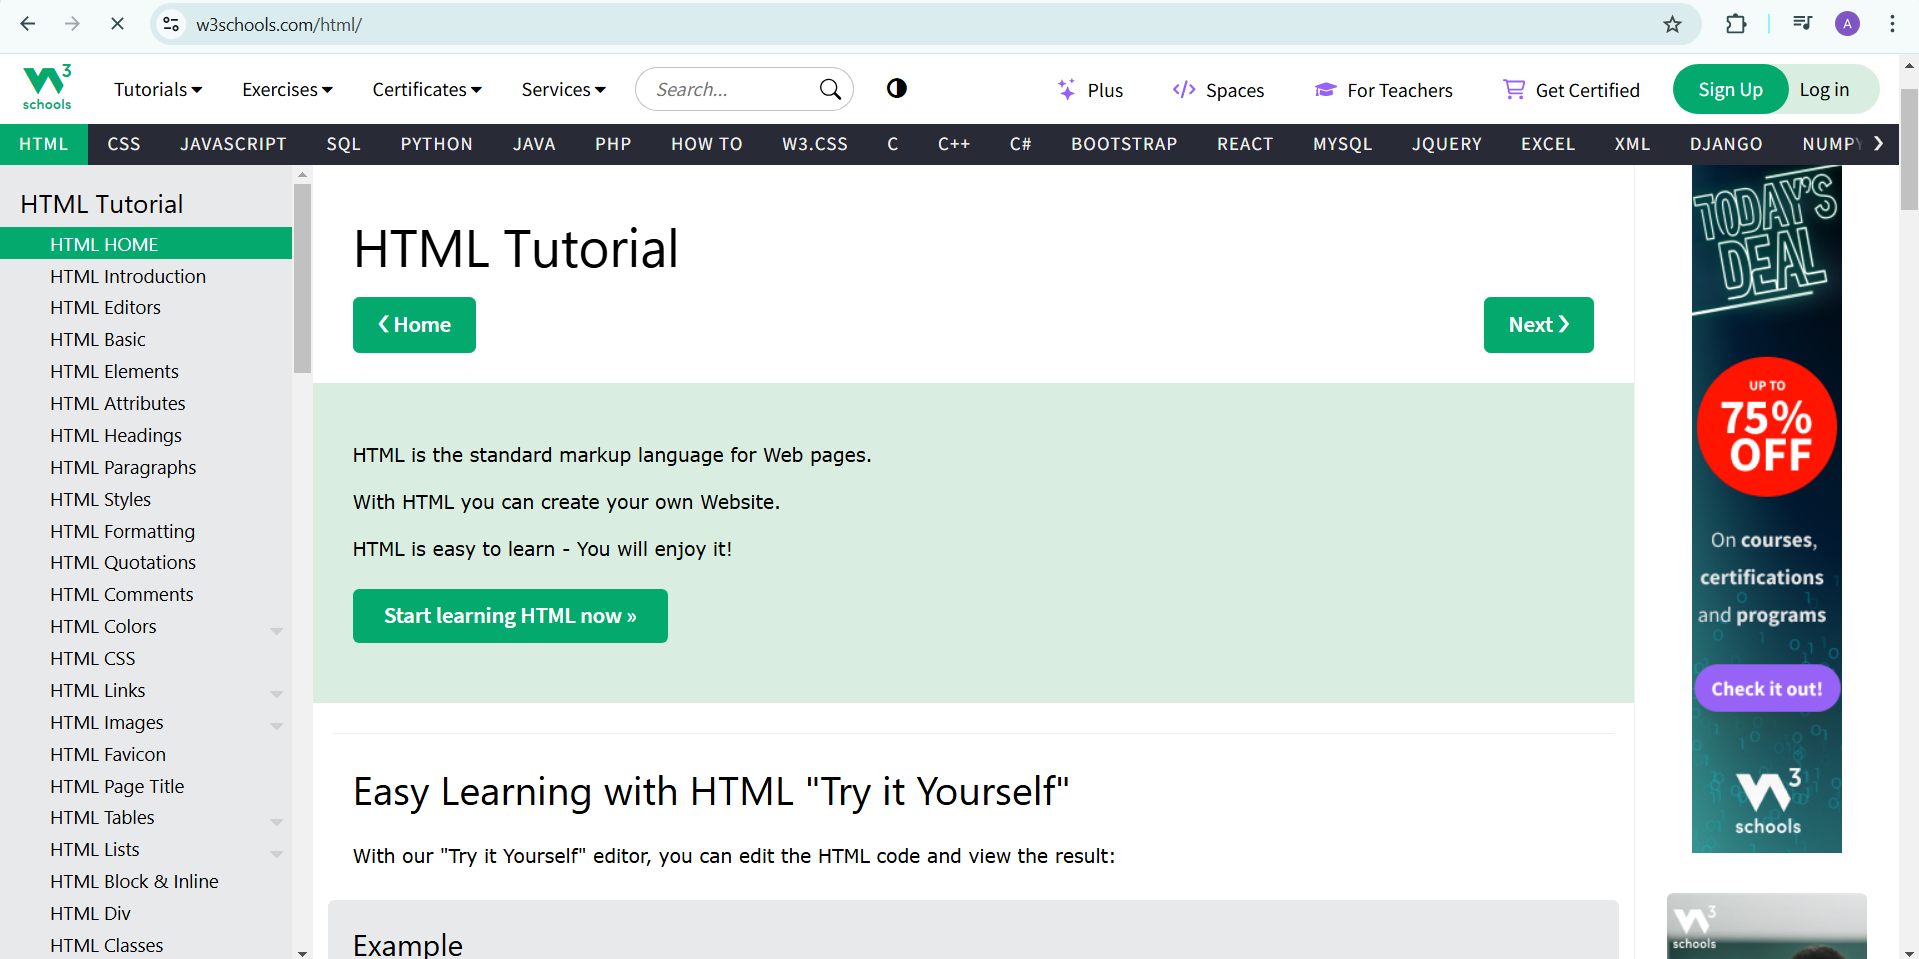 w3schools.com/html/
A
3
schools
Tutorials
Exercises
Certificates
Services
Search...
Plus
</> Spaces
For Teachers
Get Certified
Sign Up
Log in
HTML CSS JAVASCRIPT SQL PYTHON JAVA PHP HOW TO W3.CSS C C++ C# BOOTSTRAP REACT MYSQL JQUERY EXCEL XML DJANGO NUMPY ❯
HTML Tutorial
HTML HOME
HTML Introduction
HTML Editors
HTML Basic
HTML Elements
HTML Attributes
HTML Headings
HTML Paragraphs
HTML Styles
HTML Formatting
HTML Quotations
HTML Comments
HTML Colors
HTML CSS
HTML Links
HTML Images
HTML Favicon
HTML Page Title
HTML Tables
HTML Lists
HTML Block & Inline
HTML Div
HTML Classes
HTML Tutorial
❮ Home
Next ❯
HTML is the standard markup language for Web pages.
With HTML you can create your own Website.
HTML is easy to learn - You will enjoy it!
Start learning HTML now »
Easy Learning with HTML "Try it Yourself"
With our "Try it Yourself" editor, you can edit the HTML code and view the result:
Example
TODAY'S
DEAL
UP TO
75%
OFF
On courses,
certifications
and programs
Check it out!
3
schools
3
schools